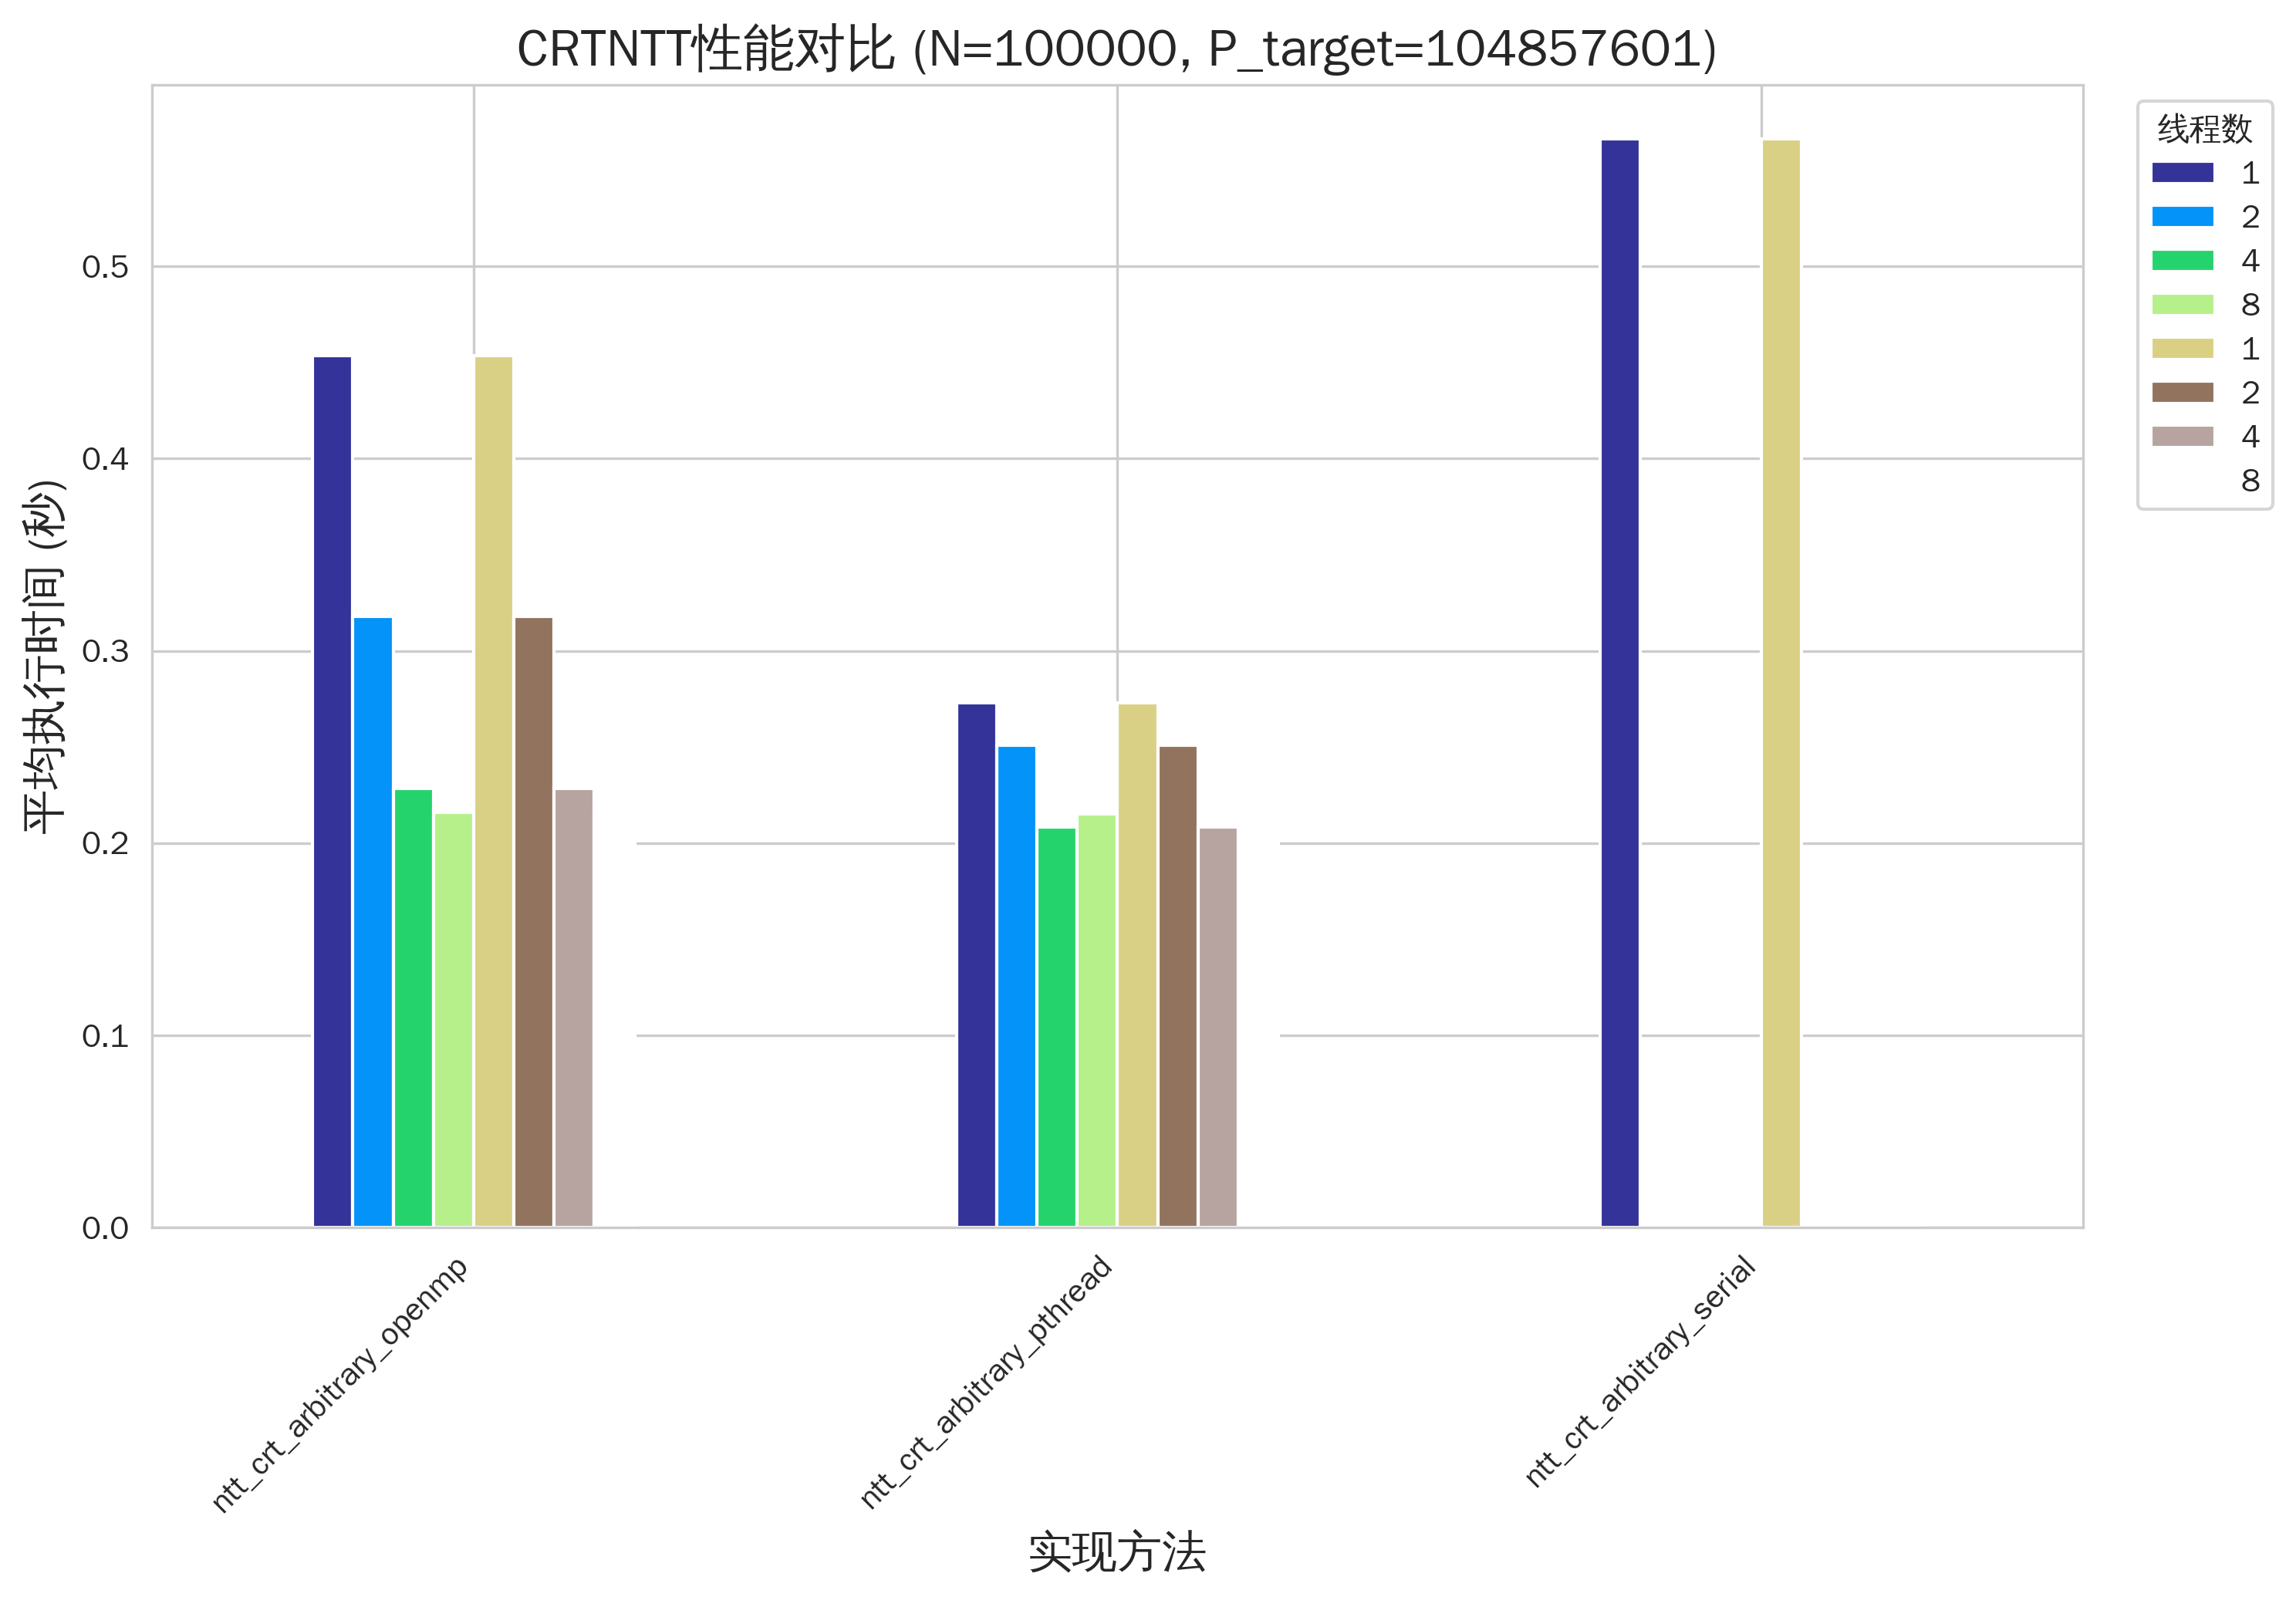 CRTNTT性能对比 (N=100000, P_target=104857601)
平均执行时间 (秒)
0.5
0.4
0.3
0.2
0.1
0.0
ntt_crt_arbitrary_openmp
ntt_crt_arbitrary_pthread
ntt_crt_arbitrary_serial
实现方法
线程数
1
2
4
8
1
2
4
8